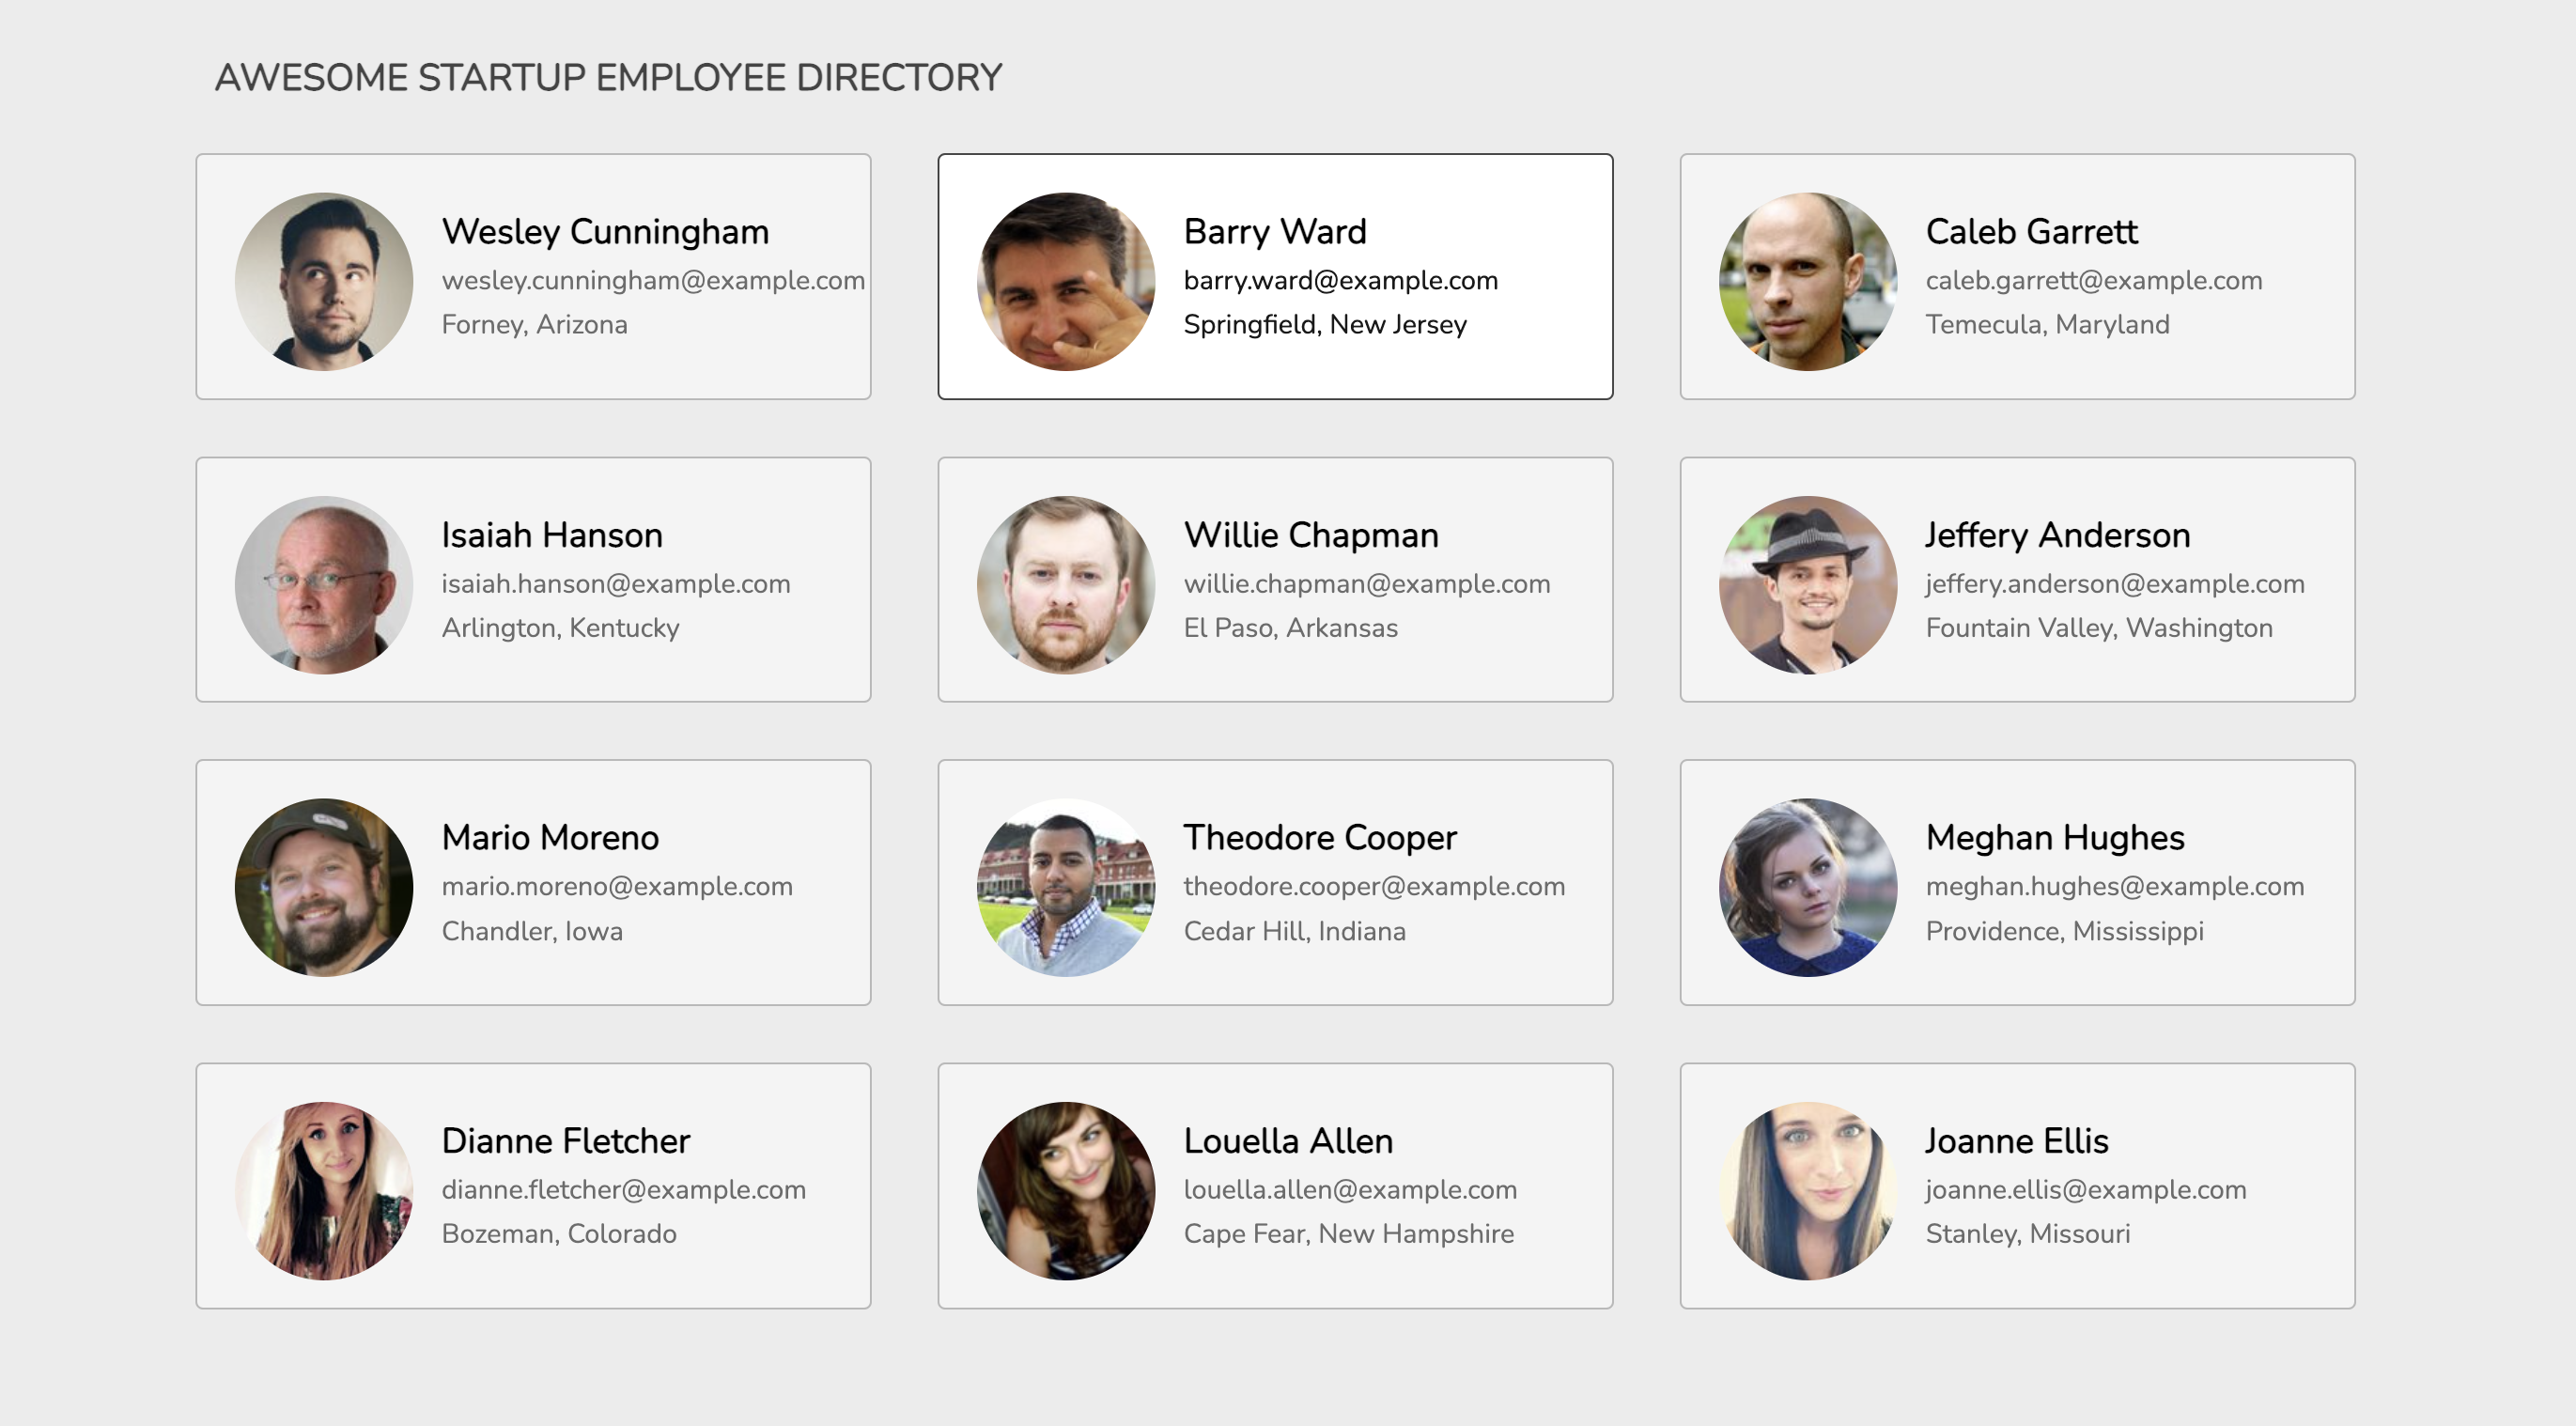 AWESOME STARTUP EMPLOYEE DIRECTORY
Wesley Cunningham
wesley.cunningham@example.com
Forney, Arizona
Barry Ward
barry.ward@example.com
Springfield, New Jersey
Caleb Garrett
caleb.garrett@example.com
Temecula, Maryland
Isaiah Hanson
isaiah.hanson@example.com
Arlington, Kentucky
Willie Chapman
willie.chapman@example.com
El Paso, Arkansas
Jeffery Anderson
jeffery.anderson@example.com
Fountain Valley, Washington
Mario Moreno
mario.moreno@example.com
Chandler, Iowa
Theodore Cooper
theodore.cooper@example.com
Cedar Hill, Indiana
Meghan Hughes
meghan.hughes@example.com
Providence, Mississippi
Dianne Fletcher
dianne.fletcher@example.com
Bozeman, Colorado
Louella Allen
louella.allen@example.com
Cape Fear, New Hampshire
Joanne Ellis
joanne.ellis@example.com
Stanley, Missouri